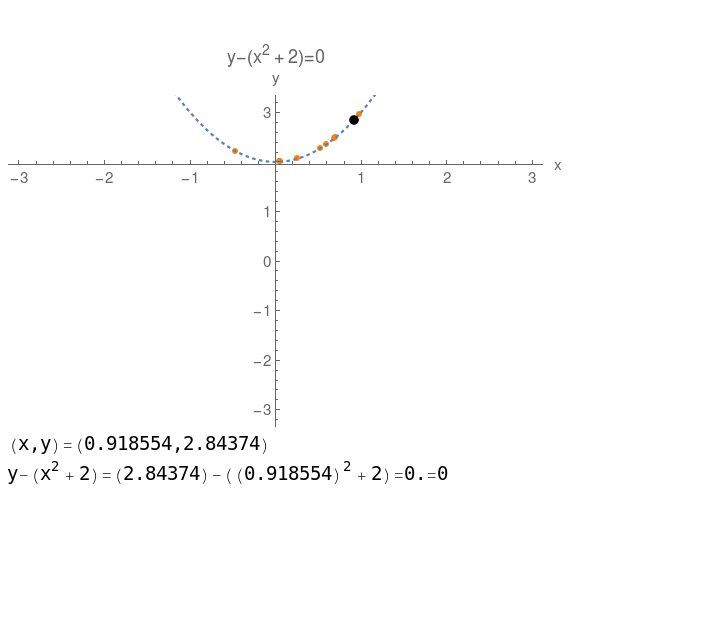 y−(x² + 2)=0
y
3
x
−3 −2 −1 1 2 3
1
0
−1
−2
−3
(x,y) = (0.918554,2.84374)
y− (x² + 2) = (2.84374) − ( (0.918554)² + 2) =0.=0